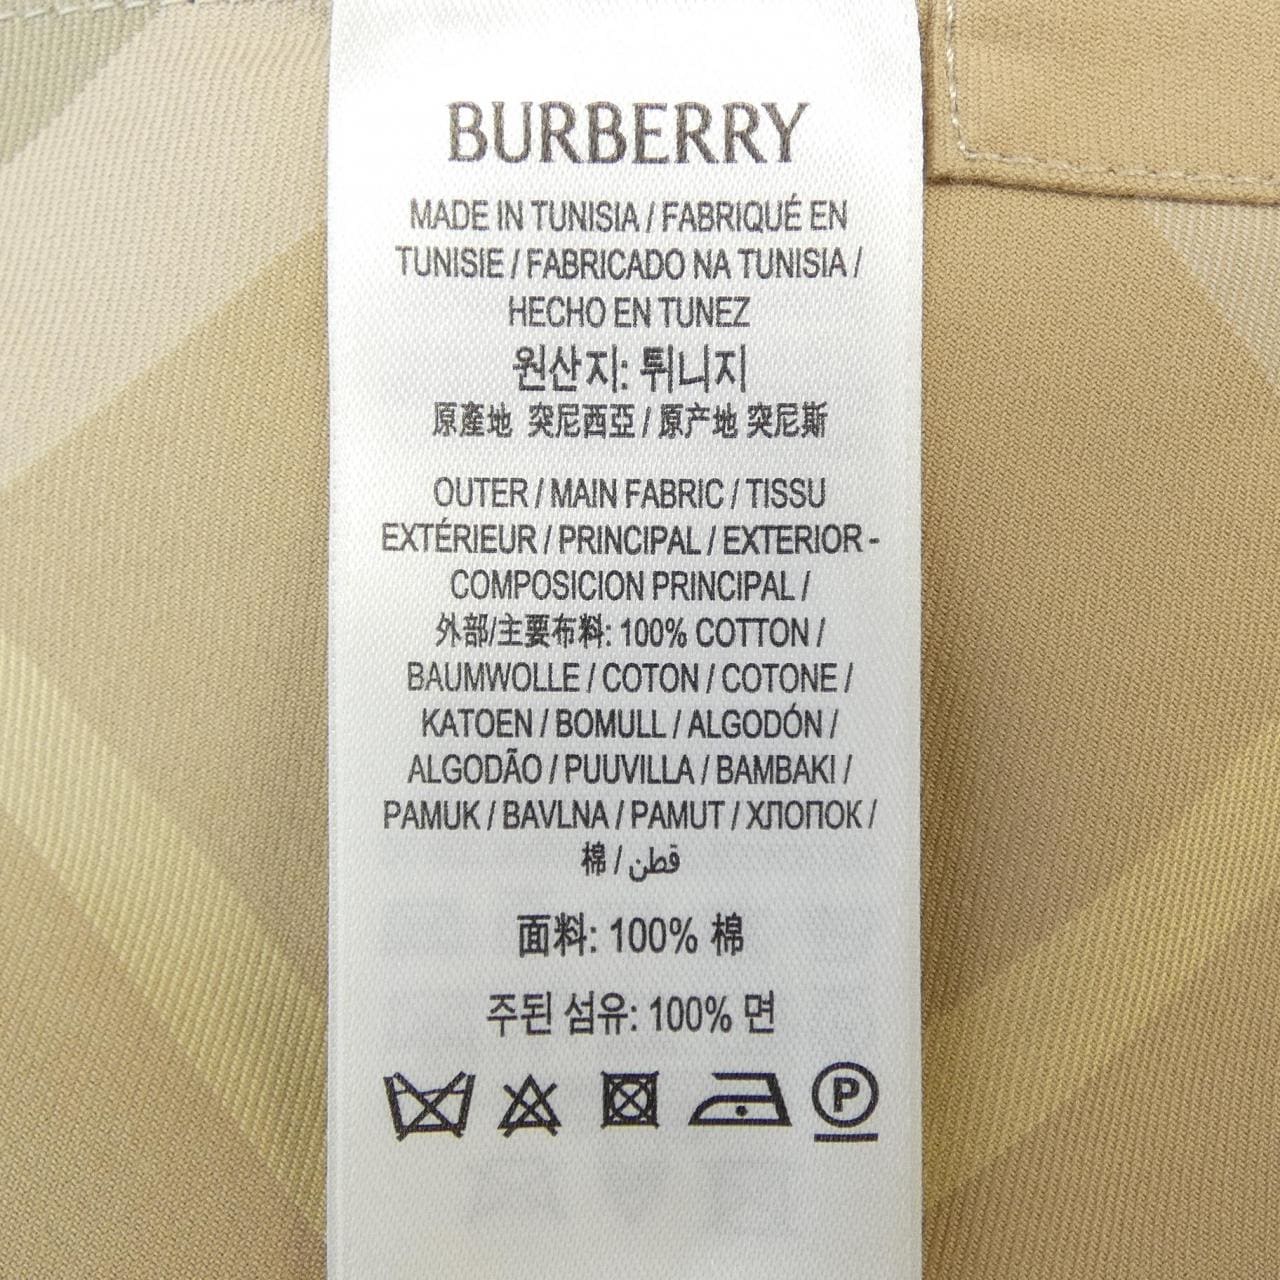 BURBERRY
MADE IN TUNISIA / FABRIQUÉ EN
TUNISIE / FABRICADO NA TUNISIA /
HECHO EN TUNEZ
원산지: 튀니지
原產地 突尼西亞 / 原产地 突尼斯
OUTER / MAIN FABRIC / TISSU
EXTÉRIEUR / PRINCIPAL / EXTERIOR -
COMPOSICION PRINCIPAL /
外部/主要布料: 100% COTTON /
BAUMWOLLE / COTON / COTONE /
KATOEN / BOMULL / ALGODÓN /
ALGODÃO / PUUVILLA / BAMBAKI /
PAMUK / BAVLNA / PAMUT / ХЛОПОК /
棉 / قطن
面料: 100% 棉
주된 섬유: 100% 면
P